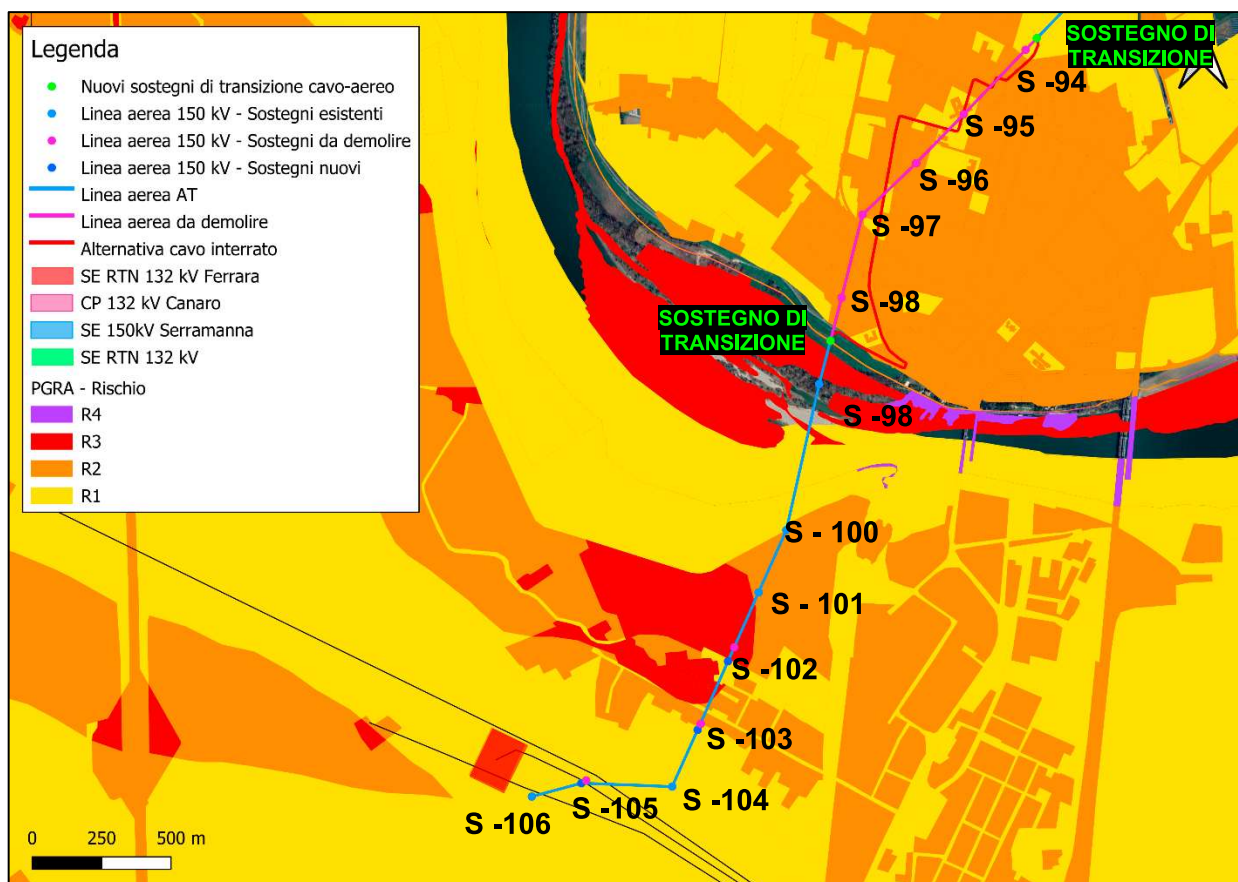 Legenda
Nuovi sostegni di transizione cavo-aereo
Linea aerea 150 kV - Sostegni esistenti
Linea aerea 150 kV - Sostegni da demolire
Linea aerea 150 kV - Sostegni nuovi
Linea aerea AT
Linea aerea da demolire
Alternativa cavo interrato
SE RTN 132 kV Ferrara
CP 132 kV Canaro
SE 150kV Serramanna
SE RTN 132 kV
PGRA - Rischio
R4
R3
R2
R1
SOSTEGNO DI
TRANSIZIONE
S -94
S -95
S -96
S -97
S -98
SOSTEGNO DI
TRANSIZIONE
S -98
S - 100
S - 101
S -102
S -103
S -104
S -105
S -106
0 250 500 m